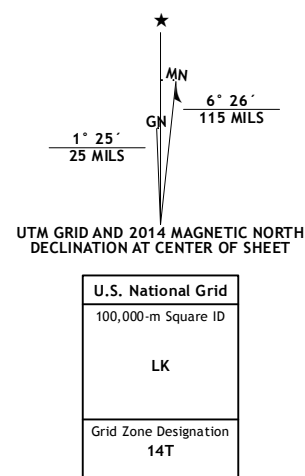 ★
MN
6° 26´
115 MILS
GN
1° 25´
25 MILS
UTM GRID AND 2014 MAGNETIC NORTH
DECLINATION AT CENTER OF SHEET
U.S. National Grid
100,000-m Square ID
LK
Grid Zone Designation
14T